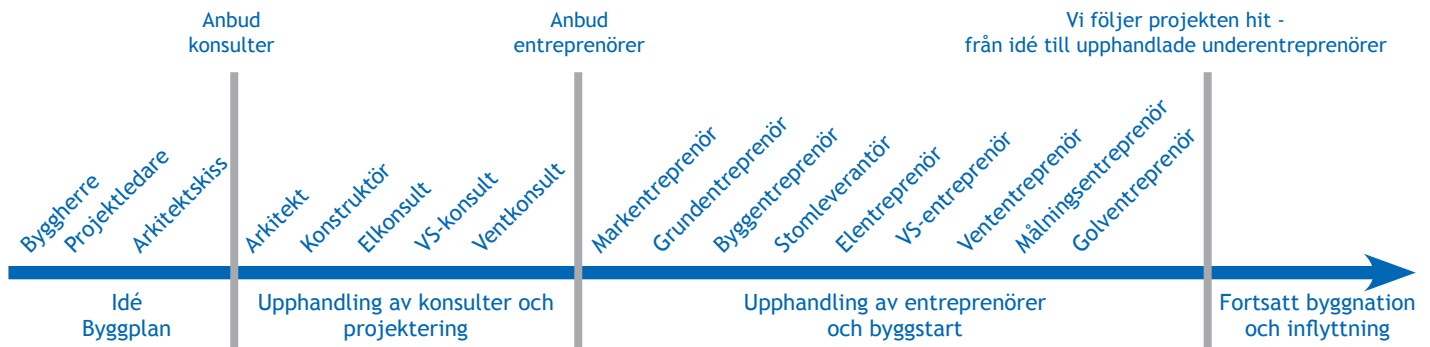 Anbud
konsulter
Anbud
entreprenörer
Vi följer projekten hit -
från idé till upphandlade underentreprenörer
Byggherre
Projektledare
Arkitektskiss
Arkitekt
Konstruktör
Elkonsult
VS-konsult
Ventkonsult
Markentreprenör
Grundentreprenör
Byggentreprenör
Stomleverantör
Elentreprenör
VS-entreprenör
Vententreprenör
Målningsentreprenör
Golventreprenör
Idé
Byggplan
Upphandling av konsulter och
projektering
Upphandling av entreprenörer
och byggstart
Fortsatt byggnation
och inflyttning